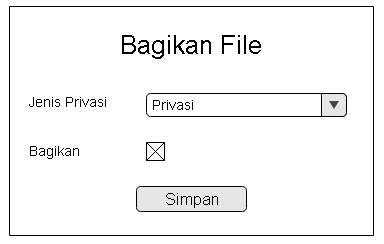 Bagikan File
Jenis Privasi
Privasi
Bagikan
Simpan